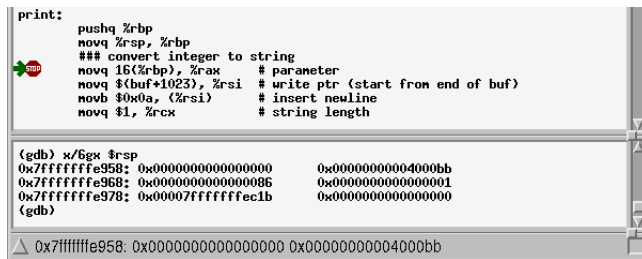 print:
pushq %rbp
movq %rsp, %rbp
### convert integer to string
STOP movq 16(%rbp), %rax # parameter
movq $(buf+1023), %rsi # write ptr (start from end of buf)
movb $0x0a, (%rsi) # insert newline
movq $1, %rcx # string length
(gdb) x/6gx $rsp
0x7fffffffe958: 0x0000000000000000 0x00000000004000bb
0x7fffffffe968: 0x0000000000000086 0x0000000000000001
0x7fffffffe978: 0x00007fffffffec1b 0x0000000000000000
(gdb)
0x7fffffffe958: 0x0000000000000000 0x00000000004000bb